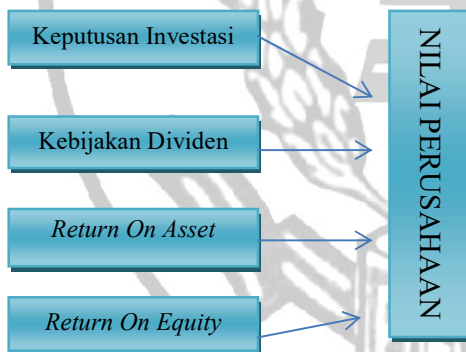 Keputusan Investasi
Kebijakan Dividen
Return On Asset
Return On Equity
NILAI PERUSAHAAN